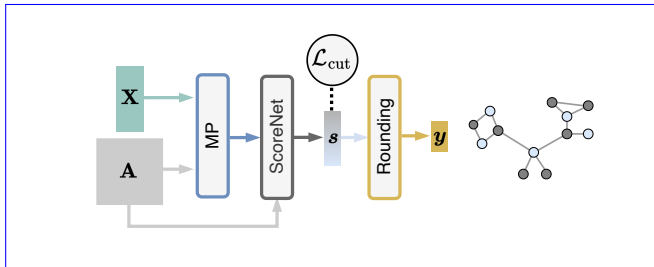 X
A
MP
ScoreNet
𝓛cut
s
Rounding
y